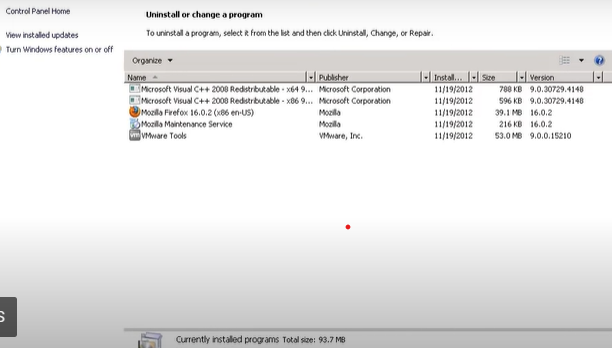 Control Panel Home
View installed updates
Turn Windows features on or off
Uninstall or change a program
To uninstall a program, select it from the list and then click Uninstall, Change, or Repair.
Organize
Name Publisher Install... Size Version
Microsoft Visual C++ 2008 Redistributable - x64 9... Microsoft Corporation 11/19/2012 788 KB 9.0.30729.4148
Microsoft Visual C++ 2008 Redistributable - x86 9... Microsoft Corporation 11/19/2012 596 KB 9.0.30729.4148
Mozilla Firefox 16.0.2 (x86 en-US) Mozilla 11/19/2012 39.1 MB 16.0.2
Mozilla Maintenance Service Mozilla 11/19/2012 216 KB 16.0.2
vm VMware Tools VMware, Inc. 11/19/2012 53.0 MB 9.0.0.15210
s
Currently installed programs Total size: 93.7 MB